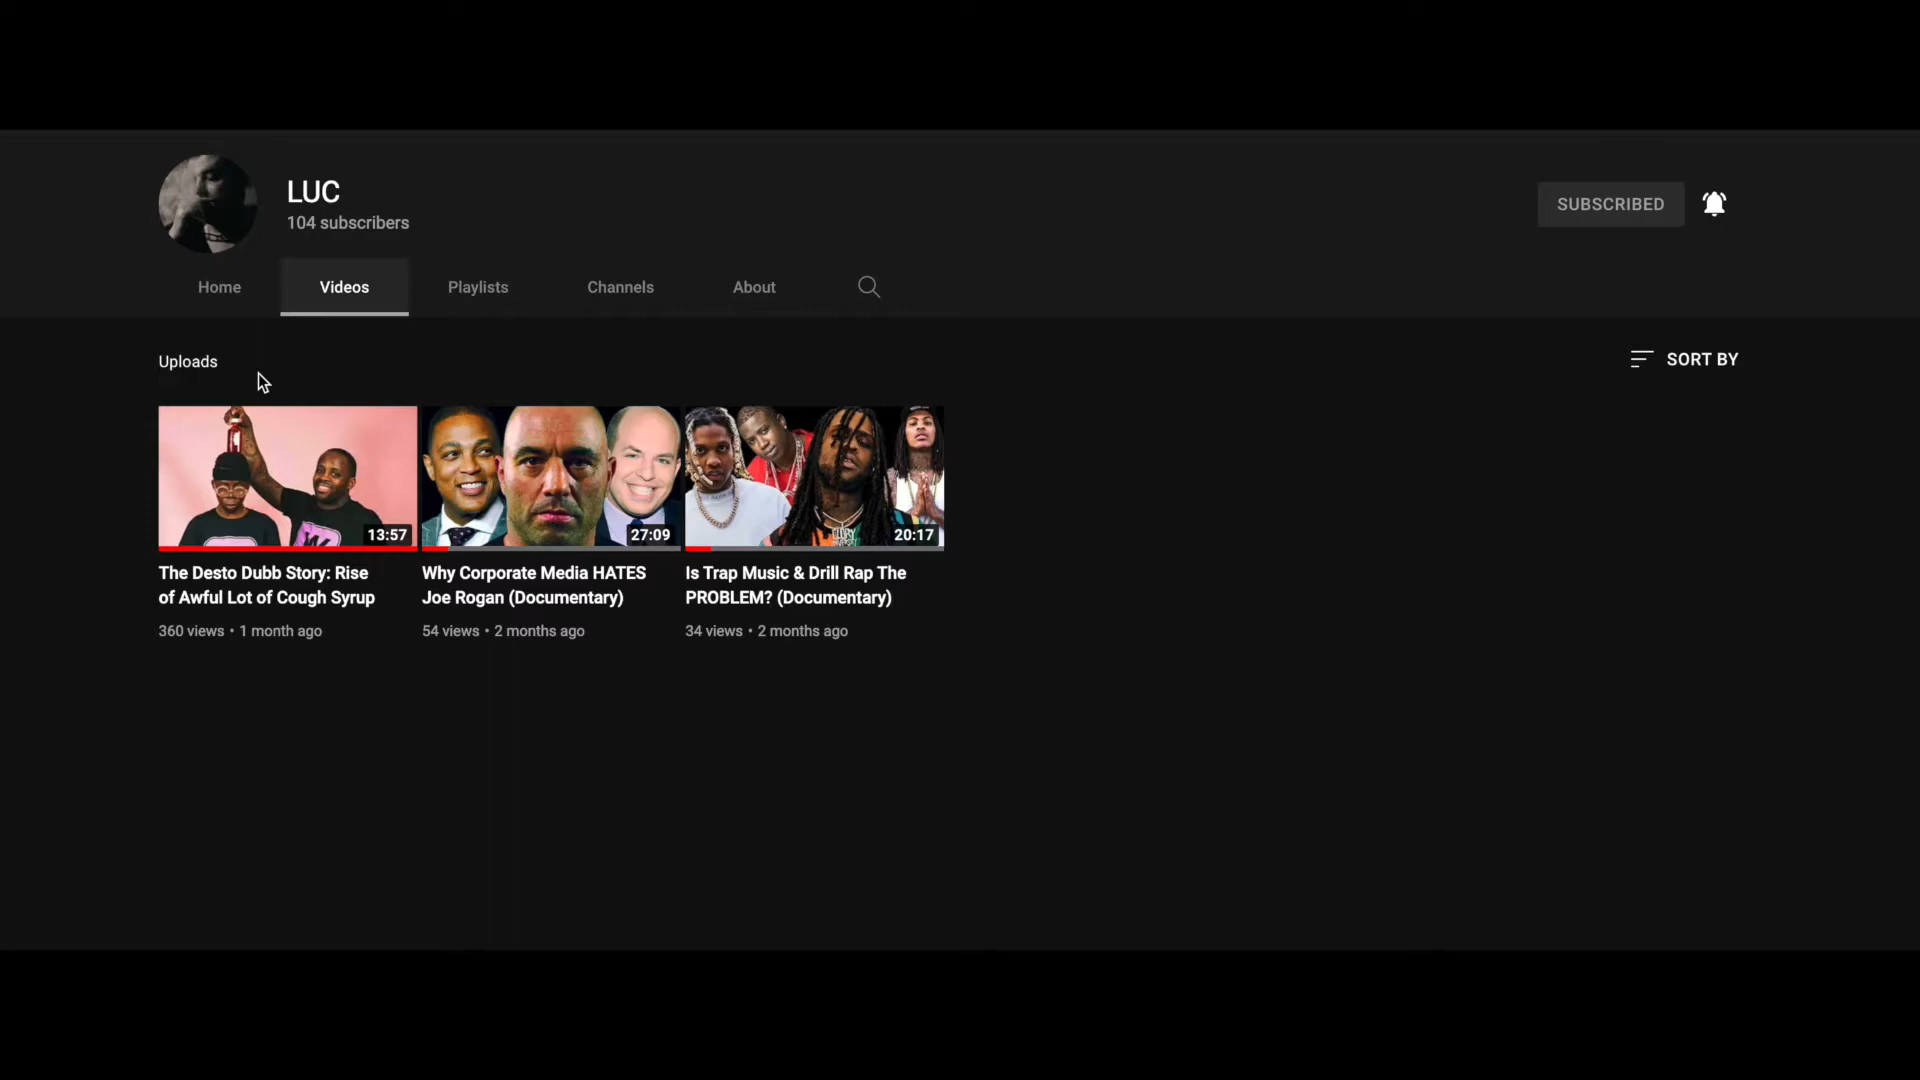 LUC
104 subscribers
SUBSCRIBED
Home
Videos
Playlists
Channels
About
Uploads
SORT BY
13:57
27:09
20:17
The Desto Dubb Story: Rise
of Awful Lot of Cough Syrup
360 views • 1 month ago
Why Corporate Media HATES
Joe Rogan (Documentary)
54 views • 2 months ago
Is Trap Music & Drill Rap The
PROBLEM? (Documentary)
34 views • 2 months ago